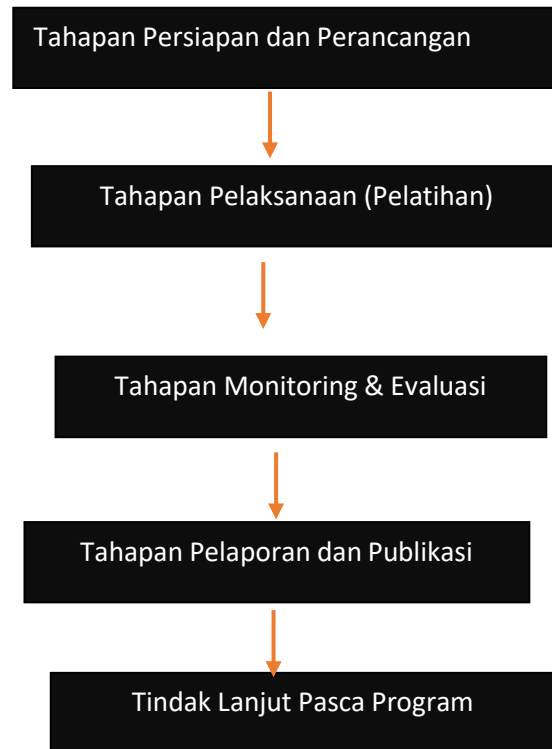 Tahapan Persiapan dan Perancangan
Tahapan Pelaksanaan (Pelatihan)
Tahapan Monitoring & Evaluasi
Tahapan Pelaporan dan Publikasi
Tindak Lanjut Pasca Program